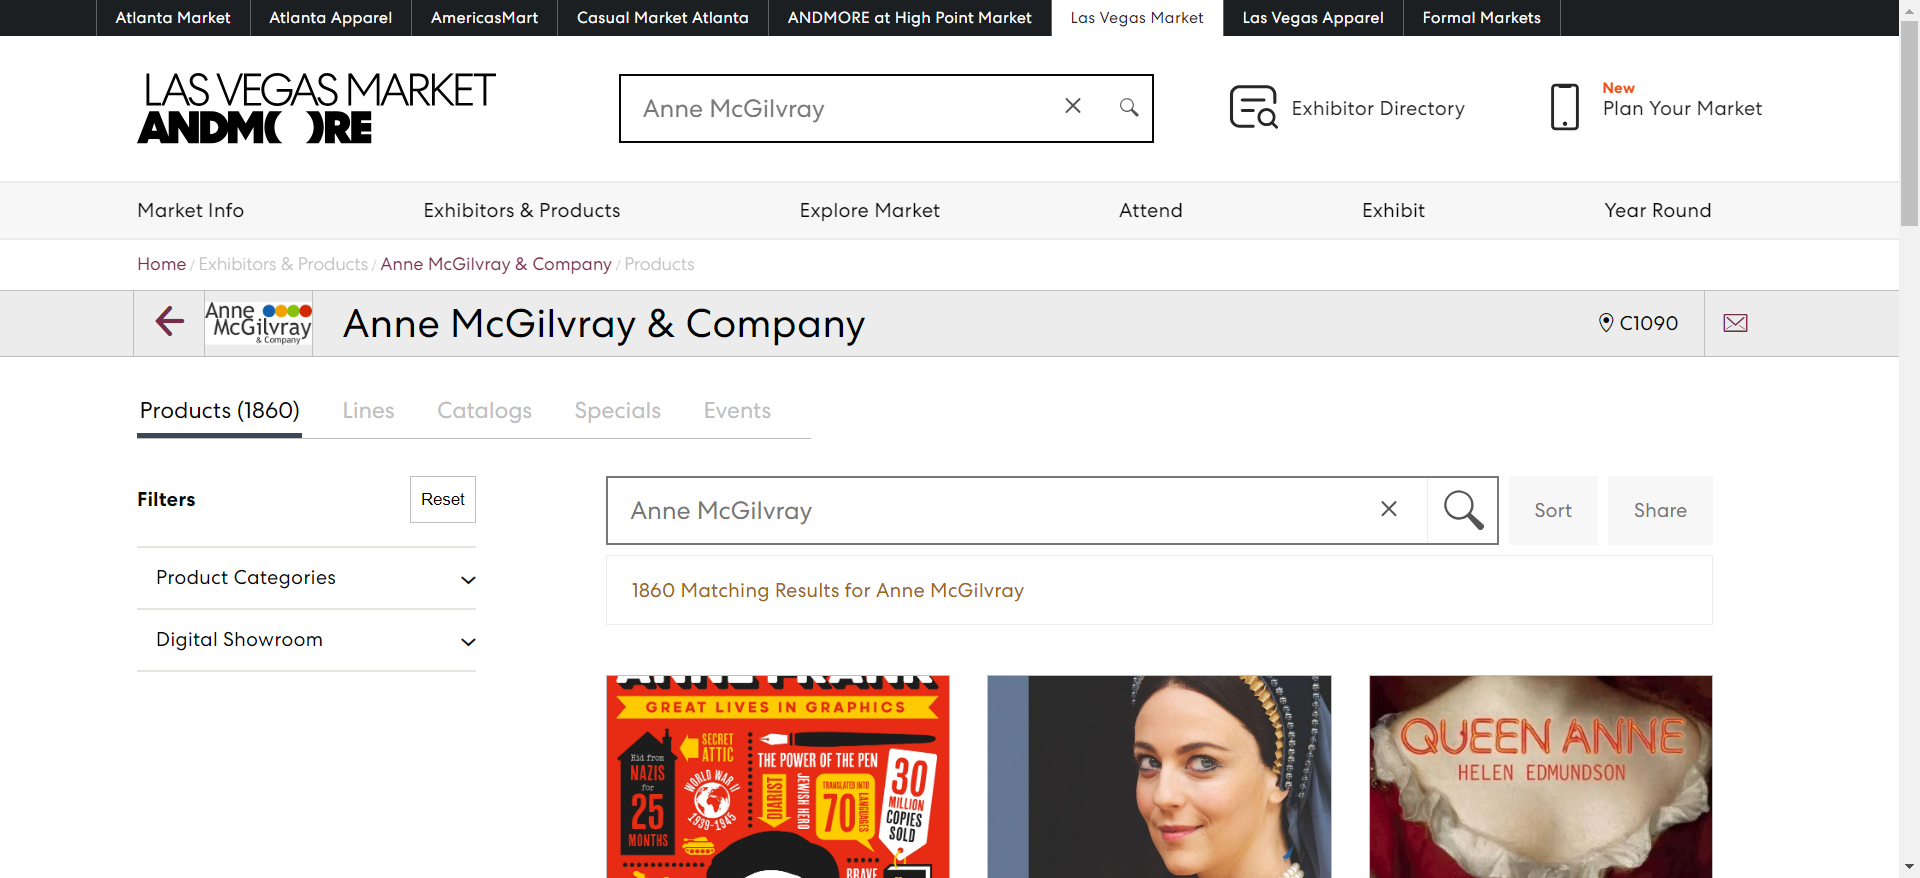 Atlanta Market
Atlanta Apparel
AmericasMart
Casual Market Atlanta
ANDMORE at High Point Market
Las Vegas Market
Las Vegas Apparel
Formal Markets
LAS VEGAS MARKET
ANDMORE
Anne McGilvray
Exhibitor Directory
New
Plan Your Market
Market Info
Exhibitors & Products
Explore Market
Attend
Exhibit
Year Round
Home / Exhibitors & Products / Anne McGilvray & Company / Products
Anne
McGilvray
& Company
Anne McGilvray & Company
C1090
Products (1860)
Lines
Catalogs
Specials
Events
Filters
Reset
Anne McGilvray
Sort
Share
Product Categories
Digital Showroom
1860 Matching Results for Anne McGilvray
ANNE FRANK
GREAT LIVES IN GRAPHICS
SECRET
ATTIC
Hid from
NAZIS
for
25
MONTHS
WORLD WAR II
1939-1945
THE POWER OF THE PEN
DIARIST
JEWISH HERO
TRANSLATED INTO
70
LANGUAGES
30
MILLION
COPIES
SOLD
BRAVE
QUEEN ANNE
HELEN EDMUNDSON